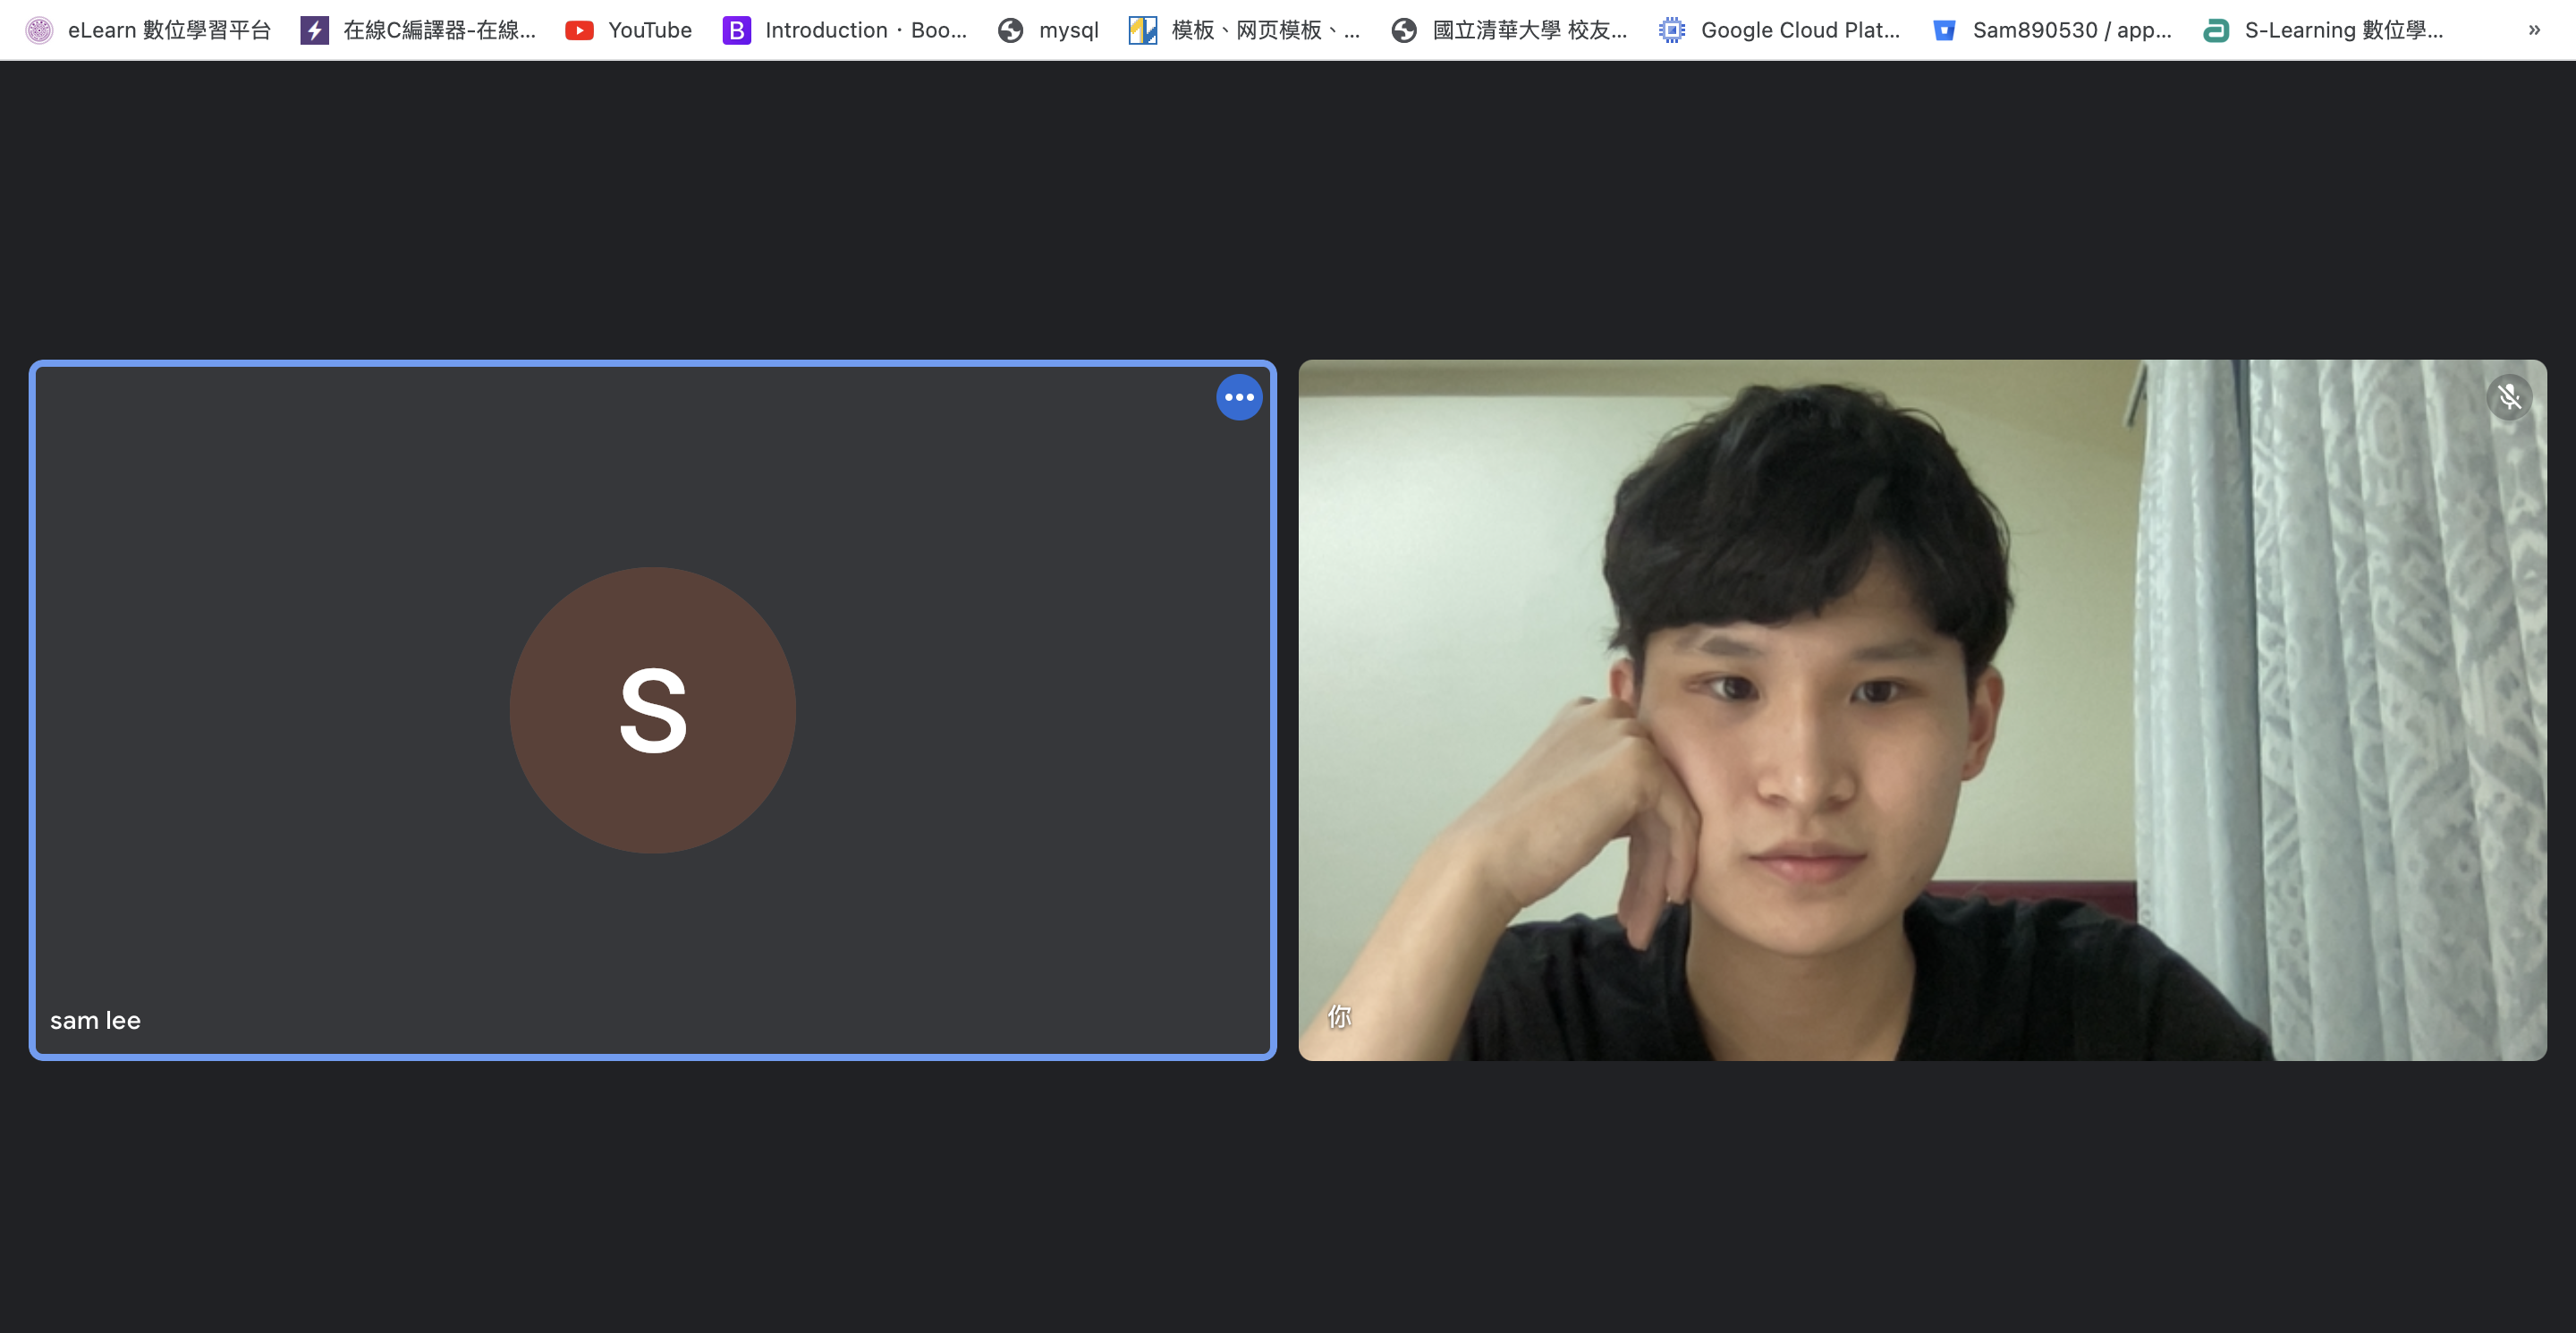 eLearn 數位學習平台 在線C編譯器-在線... YouTube B Introduction · Boo... mysql 模板、网页模板、... 國立清華大學 校友... Google Cloud Plat... Sam890530 / app... S-Learning 數位學... »
S
sam lee
你